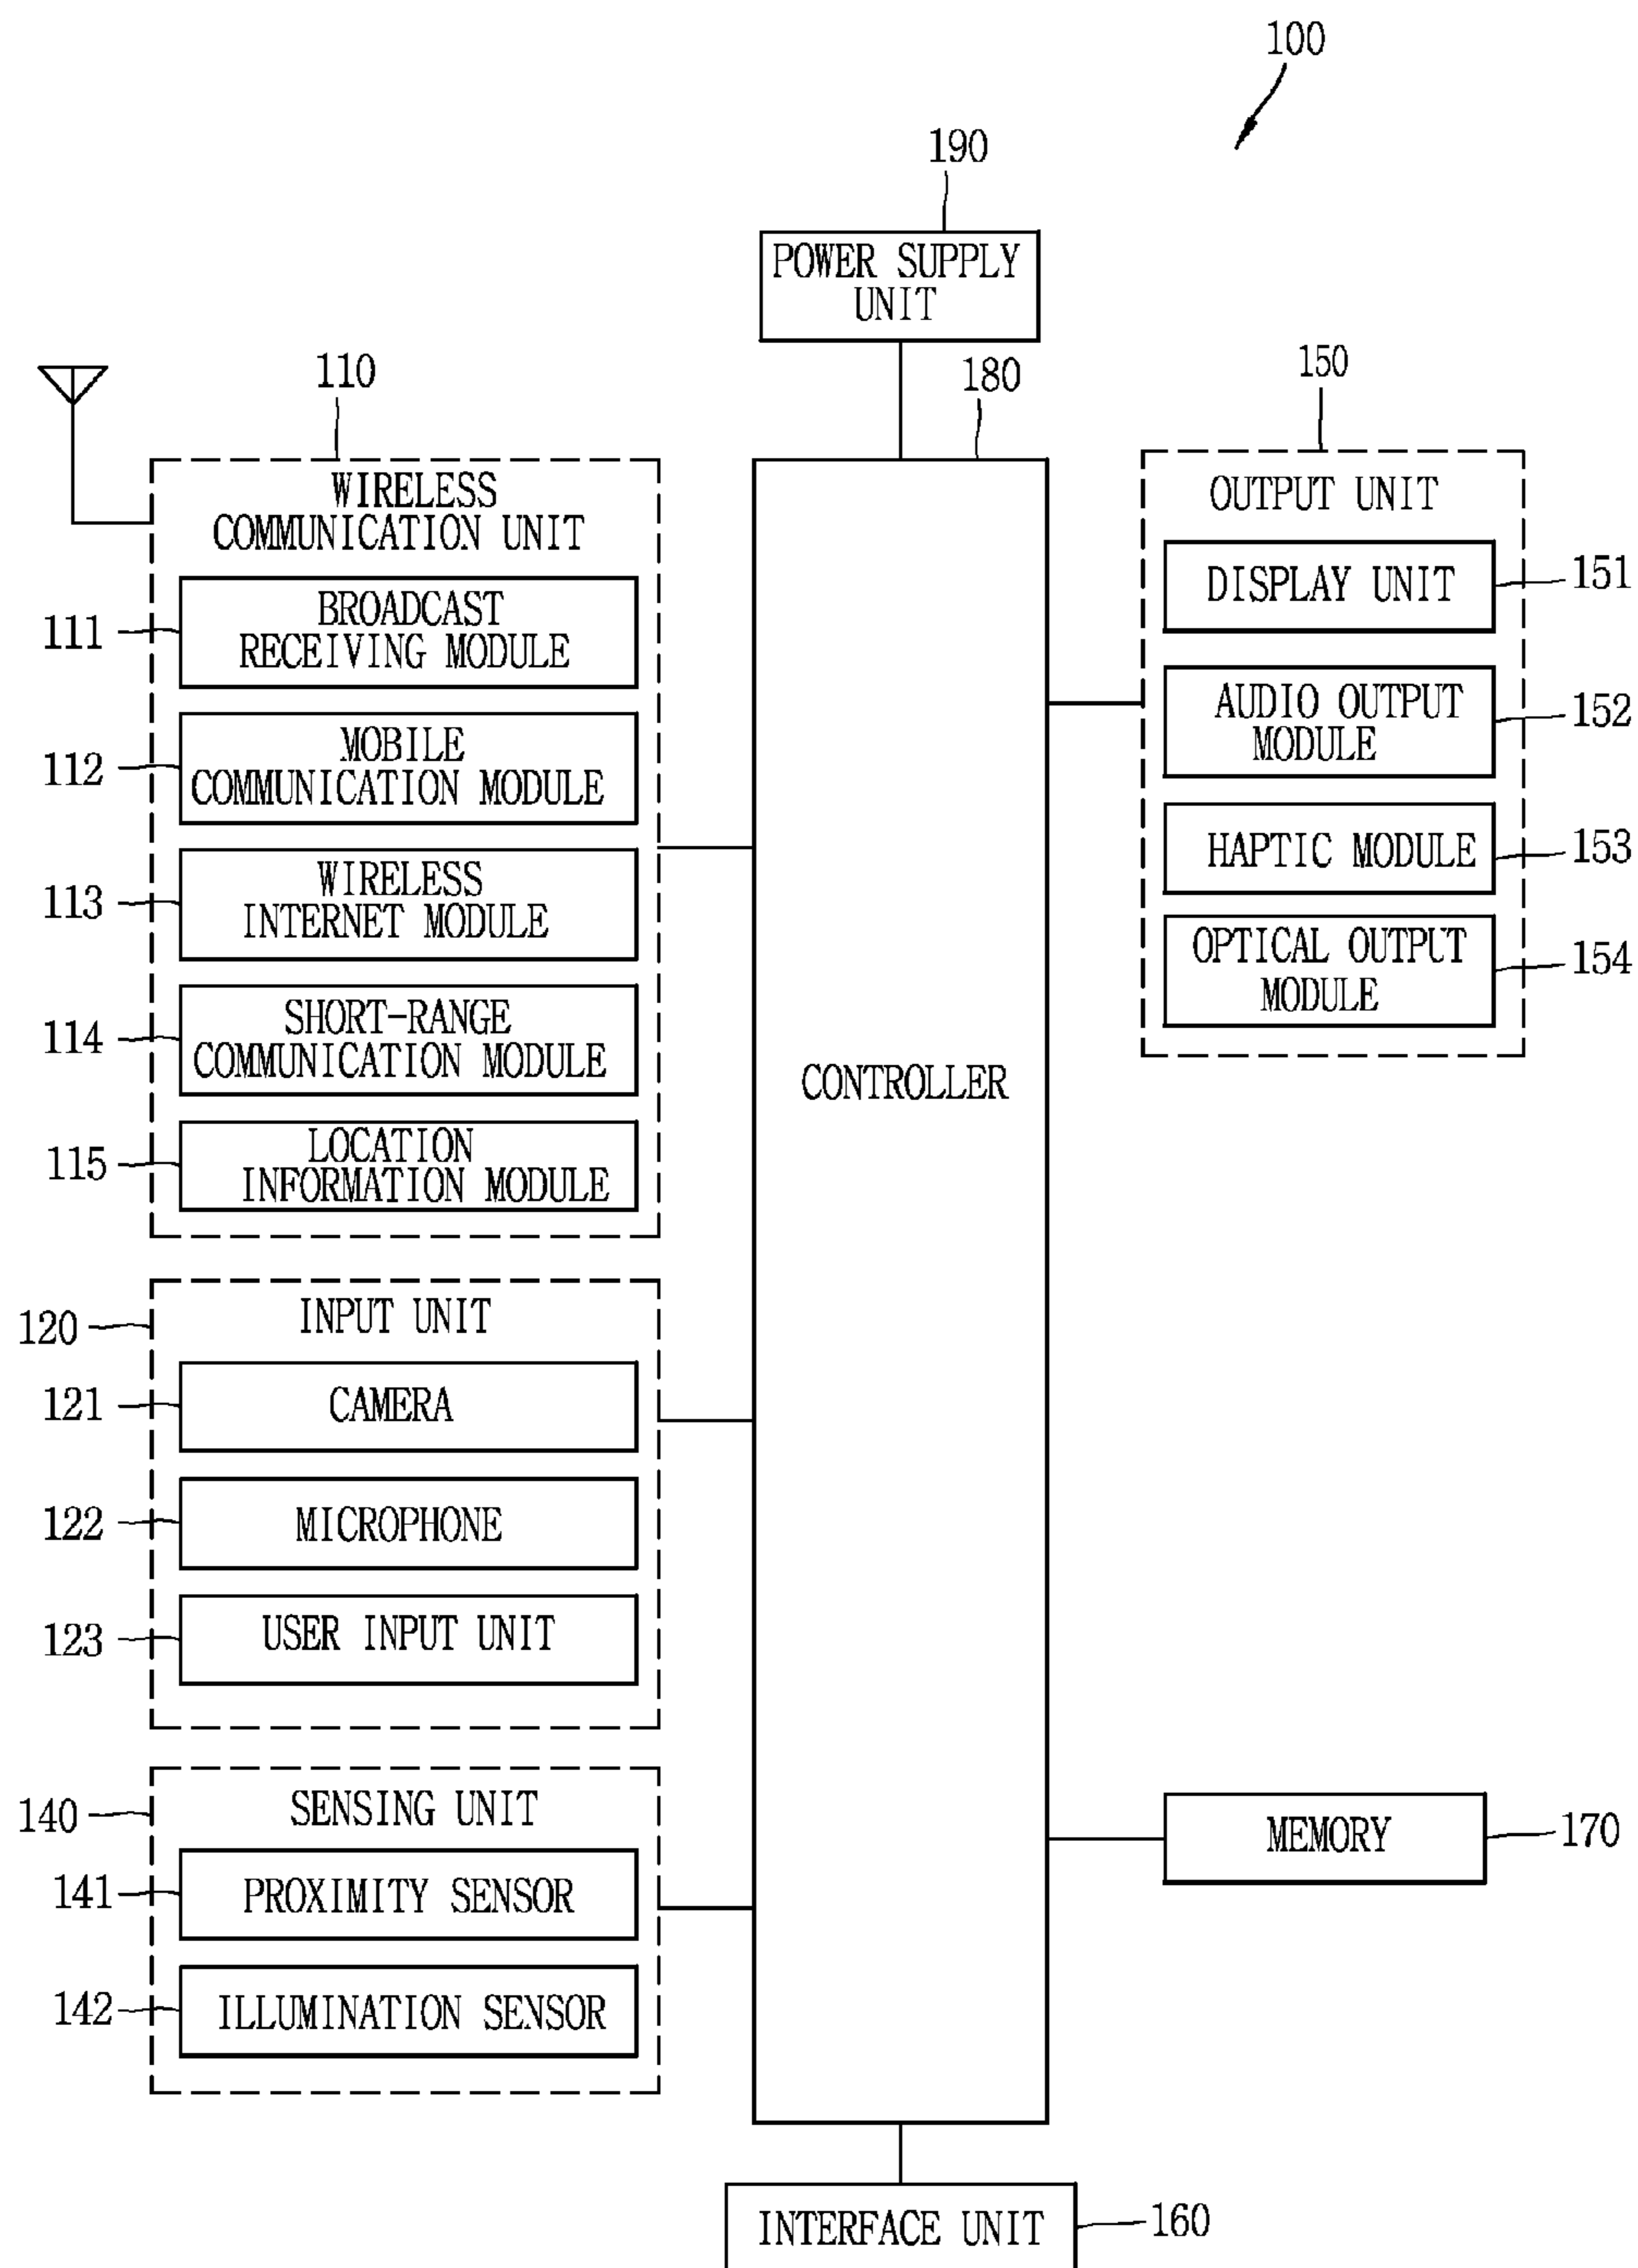 100
190
POWER SUPPLY
UNIT
110
180
150
WIRELESS
COMMUNICATION UNIT
111
BROADCAST
RECEIVING MODULE
112
MOBILE
COMMUNICATION MODULE
113
WIRELESS
INTERNET MODULE
114
SHORT-RANGE
COMMUNICATION MODULE
115
LOCATION
INFORMATION MODULE
120
INPUT UNIT
121
CAMERA
122
MICROPHONE
123
USER INPUT UNIT
140
SENSING UNIT
141
PROXIMITY SENSOR
142
ILLUMINATION SENSOR
CONTROLLER
OUTPUT UNIT
DISPLAY UNIT
151
AUDIO OUTPUT
MODULE
152
HAPTIC MODULE
153
OPTICAL OUTPUT
MODULE
154
MEMORY
170
INTERFACE UNIT
160